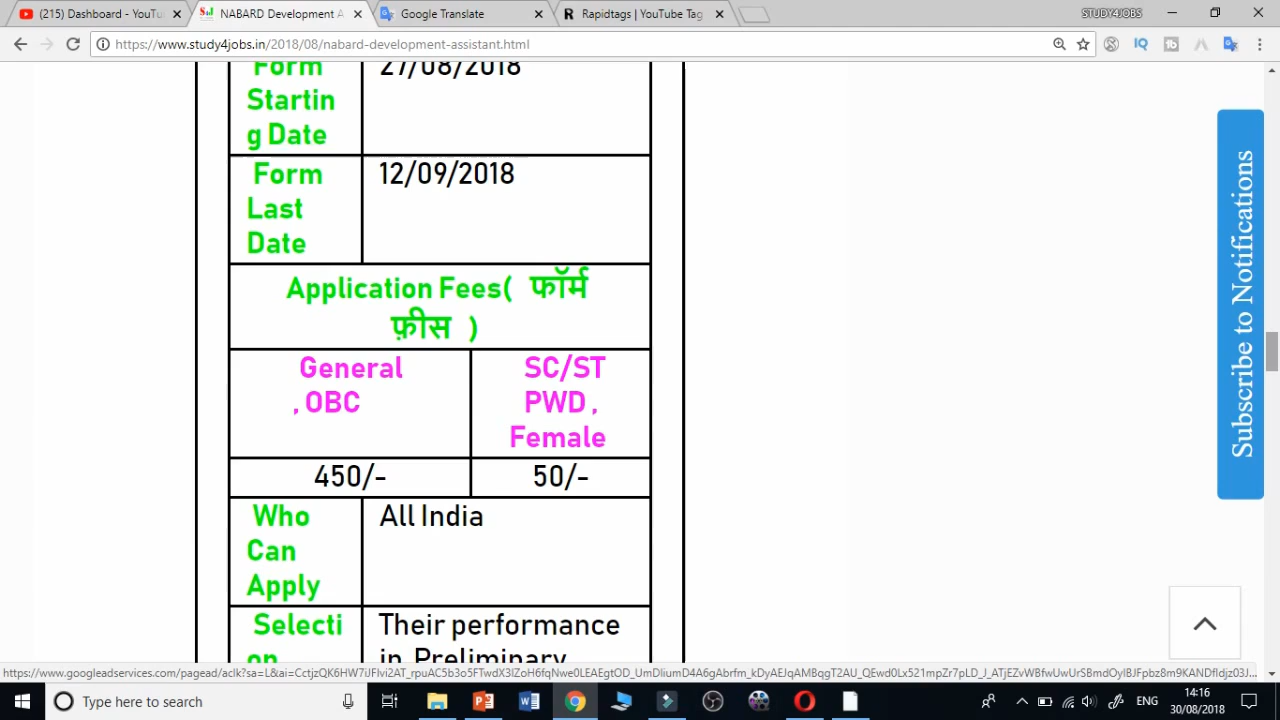 (215) Dashboard - YouTu
NABARD Development A
Google Translate
Rapidtags | YouTube Tag
STUDY4JOBS
https://www.study4jobs.in/2018/08/nabard-development-assistant.html
Form
Startin
g Date
27/08/2018
Form
Last
Date
12/09/2018
Application Fees( फॉर्म
फ़ीस )
General
, OBC
SC/ST
PWD ,
Female
450/-
50/-
Who
Can
Apply
All India
Selecti
on
Their performance
in Preliminary
Subscribe to Notifications
Type here to search
ENG
14:16
30/08/2018